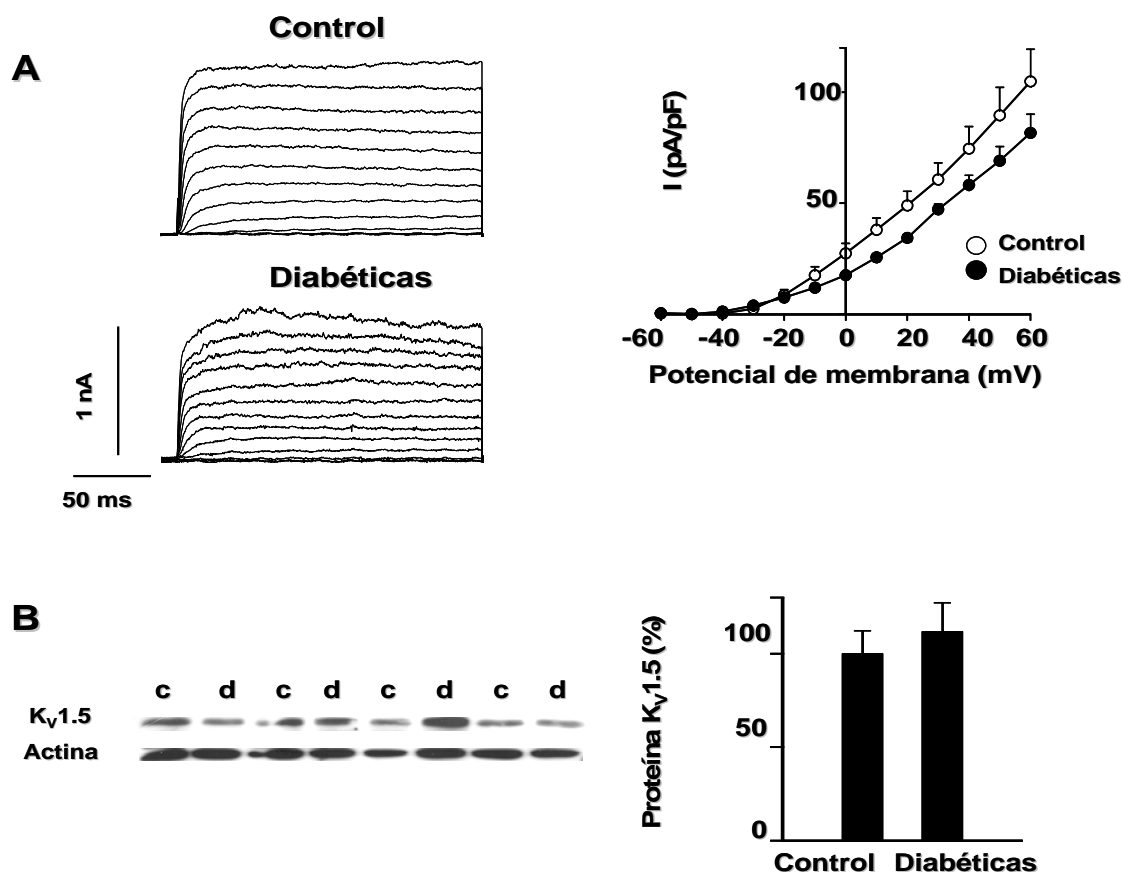 A
Control
Diabéticas
1 nA
50 ms
I (pA/pF)
100
50
Control
Diabéticas
-60 -40 -20 0 20 40 60
Potencial de membrana (mV)
B
c d c d c d c d
KV1.5
Actina
Proteína KV1.5 (%)
100
50
0
Control Diabéticas